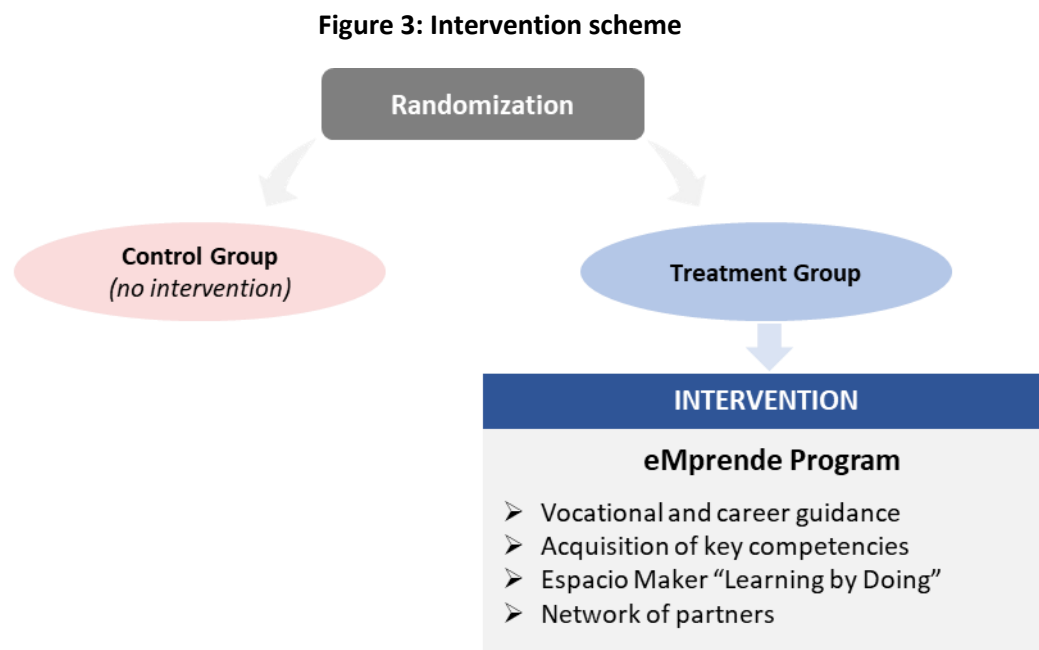 Figure 3: Intervention scheme
Randomization
Control Group
(no intervention)
Treatment Group
INTERVENTION
eMprende Program
➢ Vocational and career guidance
➢ Acquisition of key competencies
➢ Espacio Maker “Learning by Doing”
➢ Network of partners